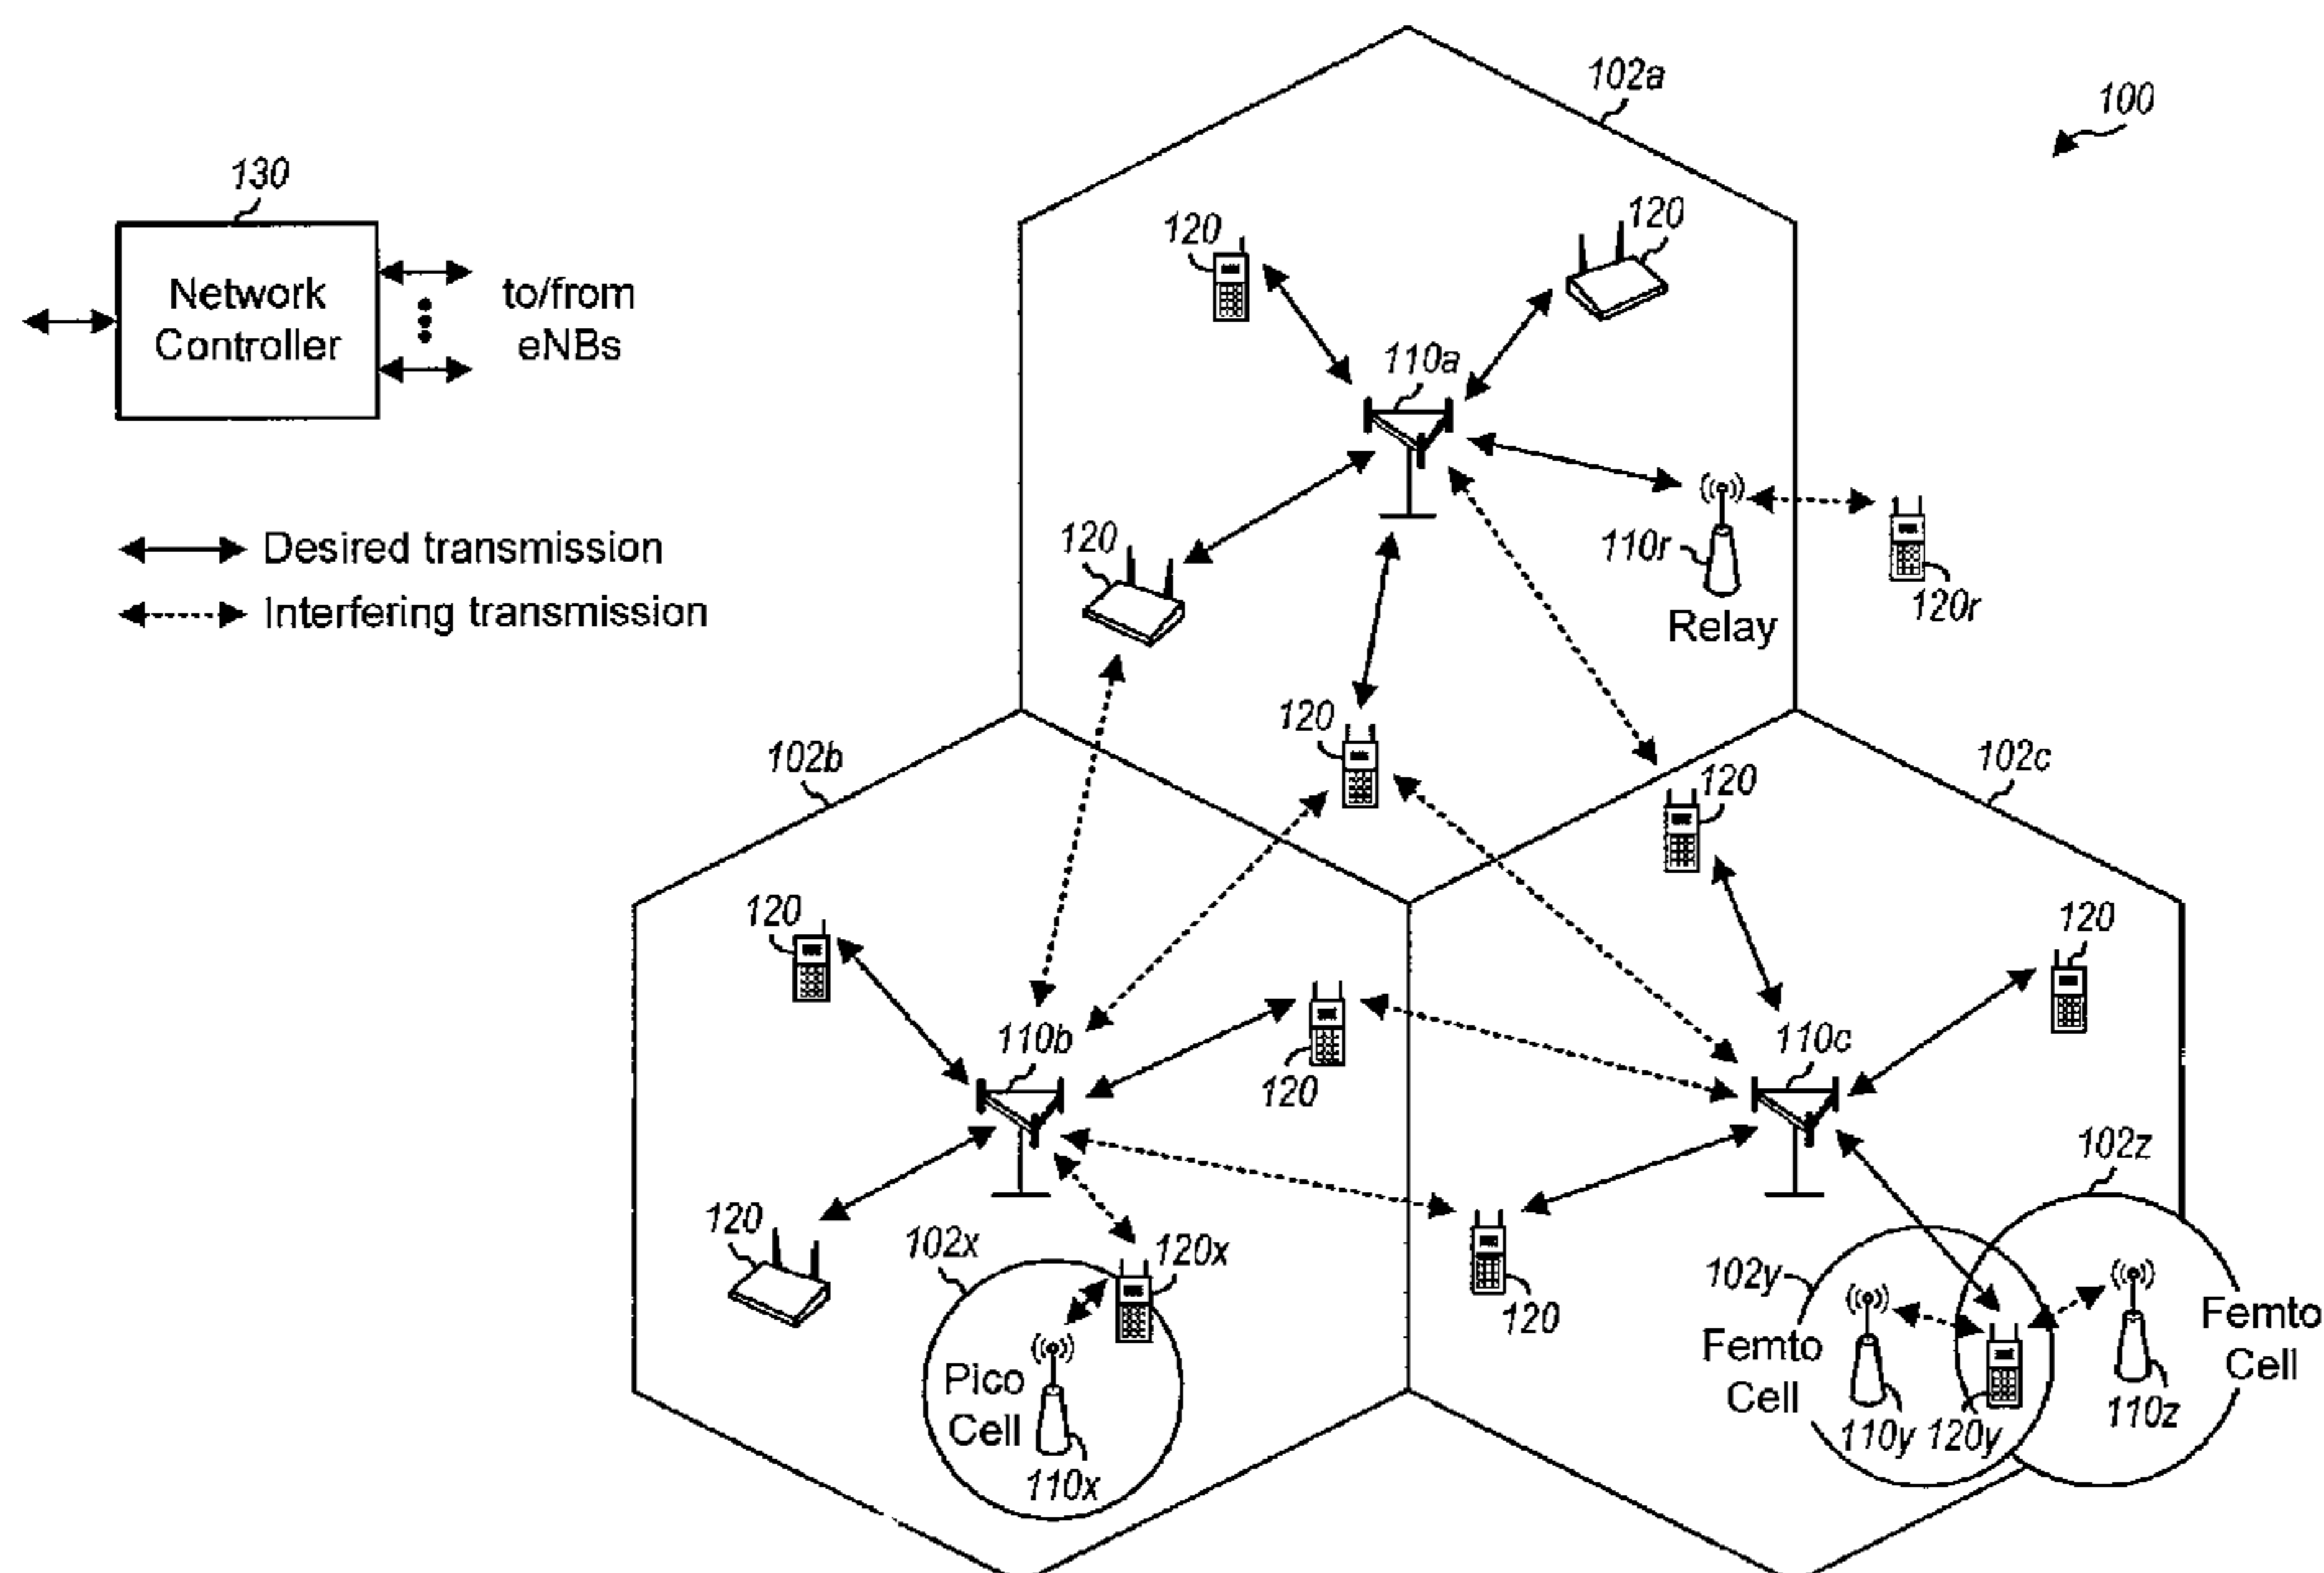 102a
100
130
120
120
Network
Controller
to/from
eNBs
110a
Desired transmission
Interfering transmission
120
110r
120r
Relay
120
102b
102c
120
120
120
110b
120
110c
102z
120
102x
120x
120
102y
Femto
Cell
Femto
Cell
Pico
Cell
110x
110y
120y
110z